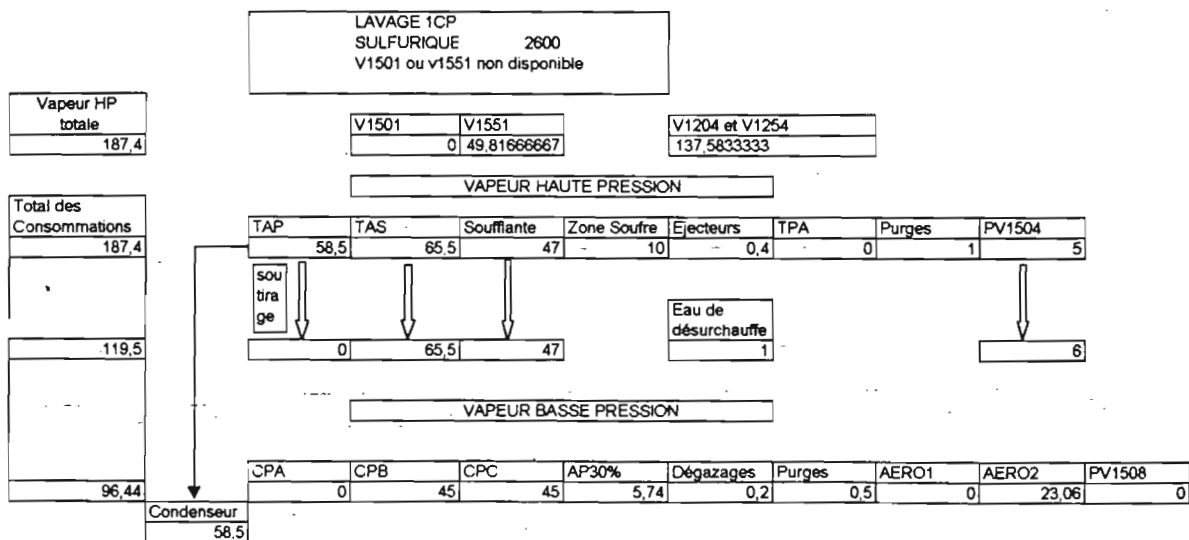 LAVAGE 1CP
SULFURIQUE 2600
V1501 ou v1551 non disponible
Vapeur HP totale
187,4
V1501 V1551 V1204 et V1254
0 49,81666667 137,5833333
VAPEUR HAUTE PRESSION
Total des Consommations
187,4
TAP TAS Soufflante Zone Soufre Ejecteurs TPA Purges PV1504
58,5 65,5 47 10 0,4 0 1 5
sou
tira
ge
Eau de
désurchauffe
119,5 0 65,5 47 1 6
VAPEUR BASSE PRESSION
CPA CPB CPC AP30% Dégazages Purges AERO1 AERO2 PV1508
96,44 0 45 45 5,74 0,2 0,5 0 23,06 0
Condenseur
58,5